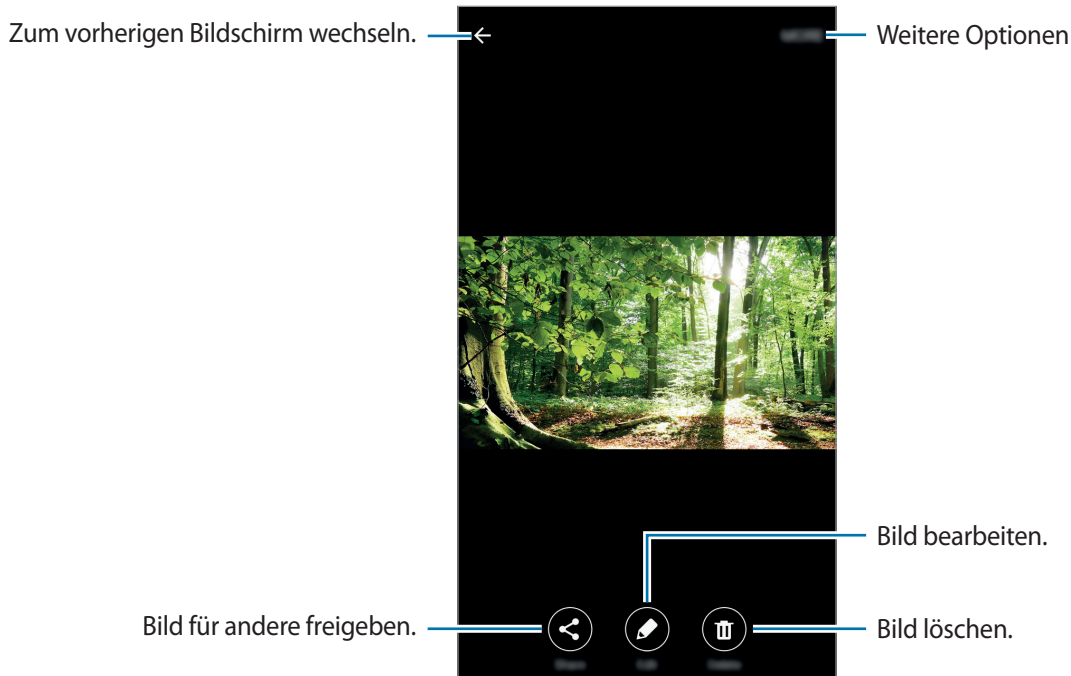 Zum vorherigen Bildschirm wechseln.
Weitere Optionen
Bild bearbeiten.
Bild für andere freigeben.
Bild löschen.